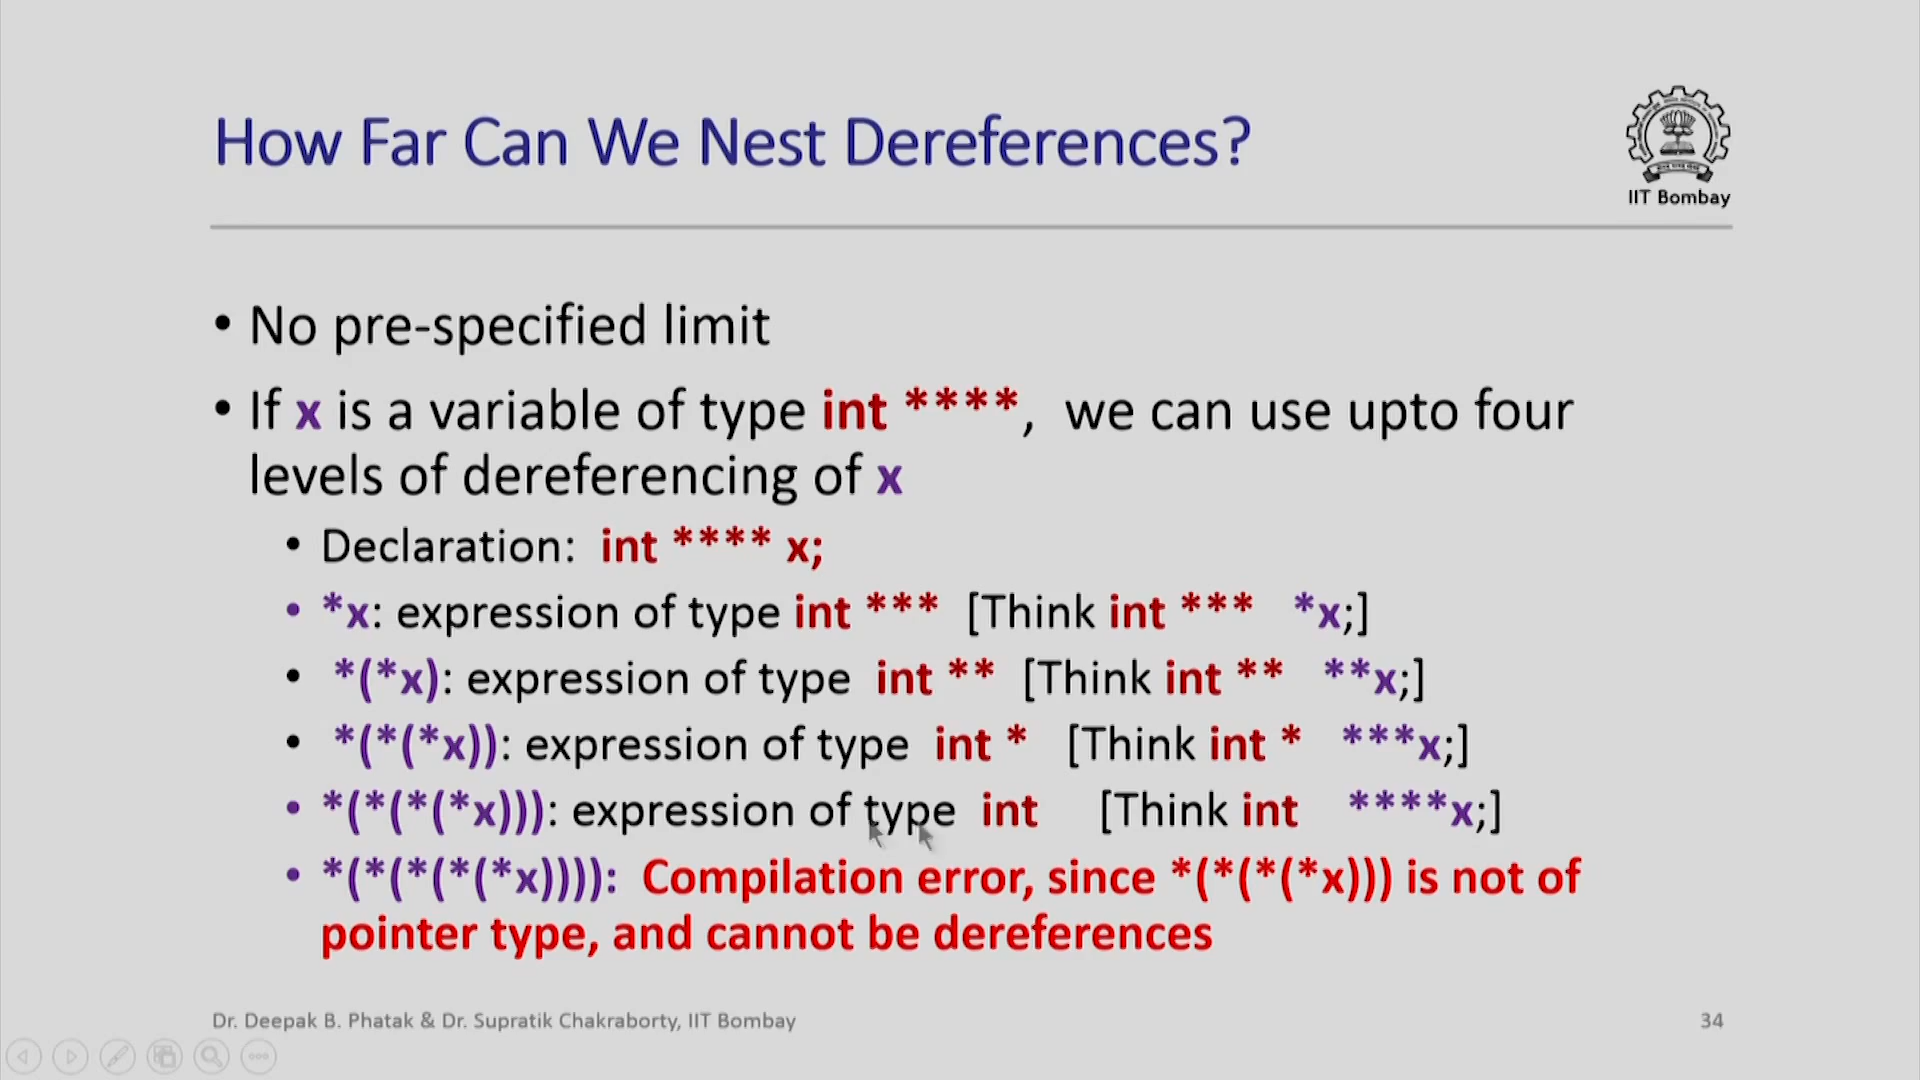 How Far Can We Nest Dereferences?
IIT Bombay
• No pre-specified limit
• If x is a variable of type int ****, we can use upto four
levels of dereferencing of x
• Declaration: int **** x;
• *x: expression of type int *** [Think int *** *x;]
• *(*x): expression of type int ** [Think int ** **x;]
• *(*(*x)): expression of type int * [Think int * ***x;]
• *(*(*(*x))): expression of type int [Think int ****x;]
• *(*(*(*(*x)))): Compilation error, since *(*(*(*x))) is not of
pointer type, and cannot be dereferences
Dr. Deepak B. Phatak & Dr. Supratik Chakraborty, IIT Bombay
34